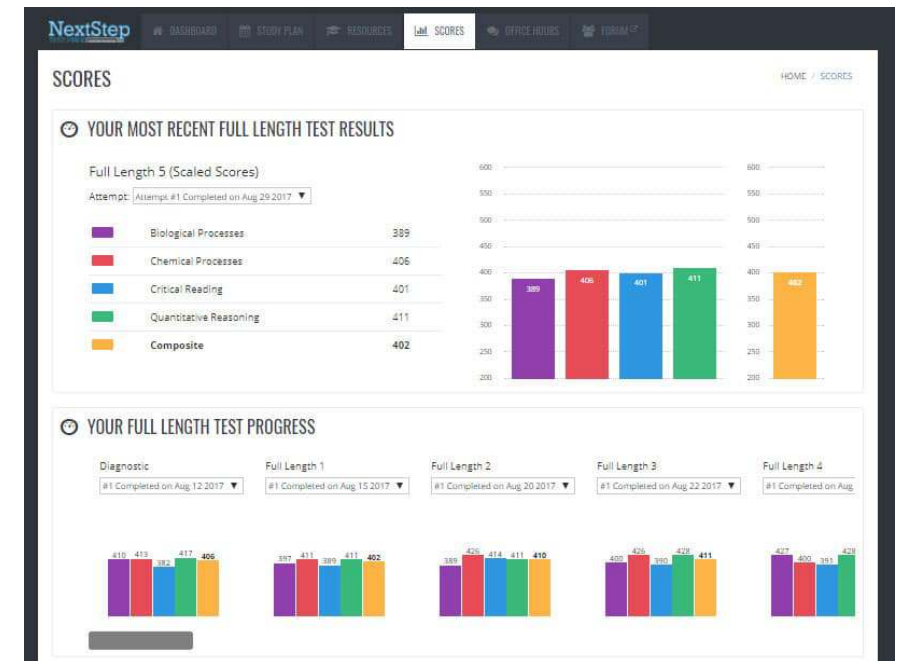 NextStep
DASHBOARD STUDY PLAN RESOURCES SCORES OFFICE HOURS FORUM
SCORES
HOME / SCORES
YOUR MOST RECENT FULL LENGTH TEST RESULTS
Full Length 5 (Scaled Scores)
Attempt: Attempt #1 Completed on Aug 29 2017
Biological Processes 389
Chemical Processes 406
Critical Reading 401
Quantitative Reasoning 411
Composite 402
600 600
550 550
500 500
450 450
400 400
350 350
300 300
250 250
200 200
389 406 401 411 402
YOUR FULL LENGTH TEST PROGRESS
Diagnostic Full Length 1 Full Length 2 Full Length 3 Full Length 4
#1 Completed on Aug 12 2017 #1 Completed on Aug 15 2017 #1 Completed on Aug 20 2017 #1 Completed on Aug 22 2017 #1 Completed on Aug
410 413 382 417 406 397 411 389 411 402 389 426 414 411 410 400 426 390 428 411 427 400 391 428